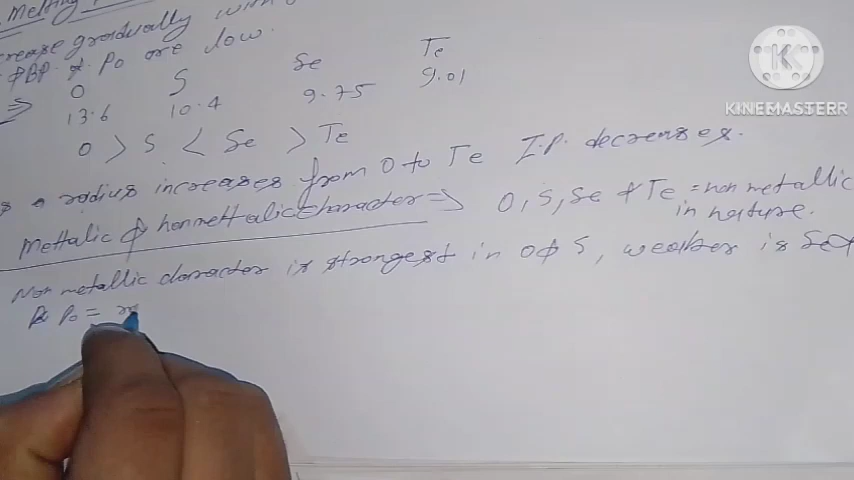 Melting
crease gradually with
&BP. & Po are low.
O S Se Te
⇒ 13.6 10.4 9.75 9.01
O > S < Se > Te
s radius increases from O to Te I.P. decreases.
Mettalic & nonmettalic character ⇒ O, S, Se & Te = non metallic
in nature.
Non metallic character is strongest in O & S, weaker is Se &
Po =
KINEMASTER